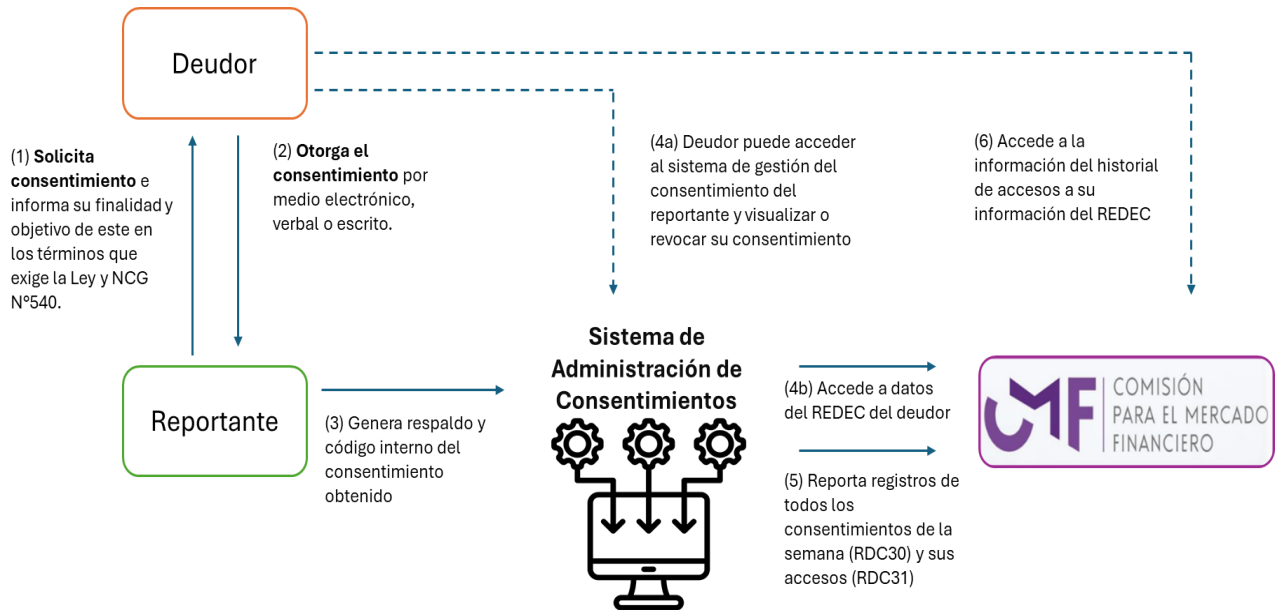 Deudor
(1) Solicita
consentimiento e
informa su finalidad y
objetivo de este en
los términos que
exige la Ley y NCG
N°540.
(2) Otorga el
consentimiento por
medio electrónico,
verbal o escrito.
(4a) Deudor puede acceder
al sistema de gestión del
consentimiento del
reportante y visualizar o
revocar su consentimiento
(6) Accede a la
información del historial
de accesos a su
información del REDEC
Reportante
(3) Genera respaldo y
código interno del
consentimiento
obtenido
Sistema de
Administración de
Consentimientos
(4b) Accede a datos
del REDEC del deudor
(5) Reporta registros de
todos los
consentimientos de la
semana (RDC30) y sus
accesos (RDC31)
CMF
COMISIÓN
PARA EL MERCADO
FINANCIERO